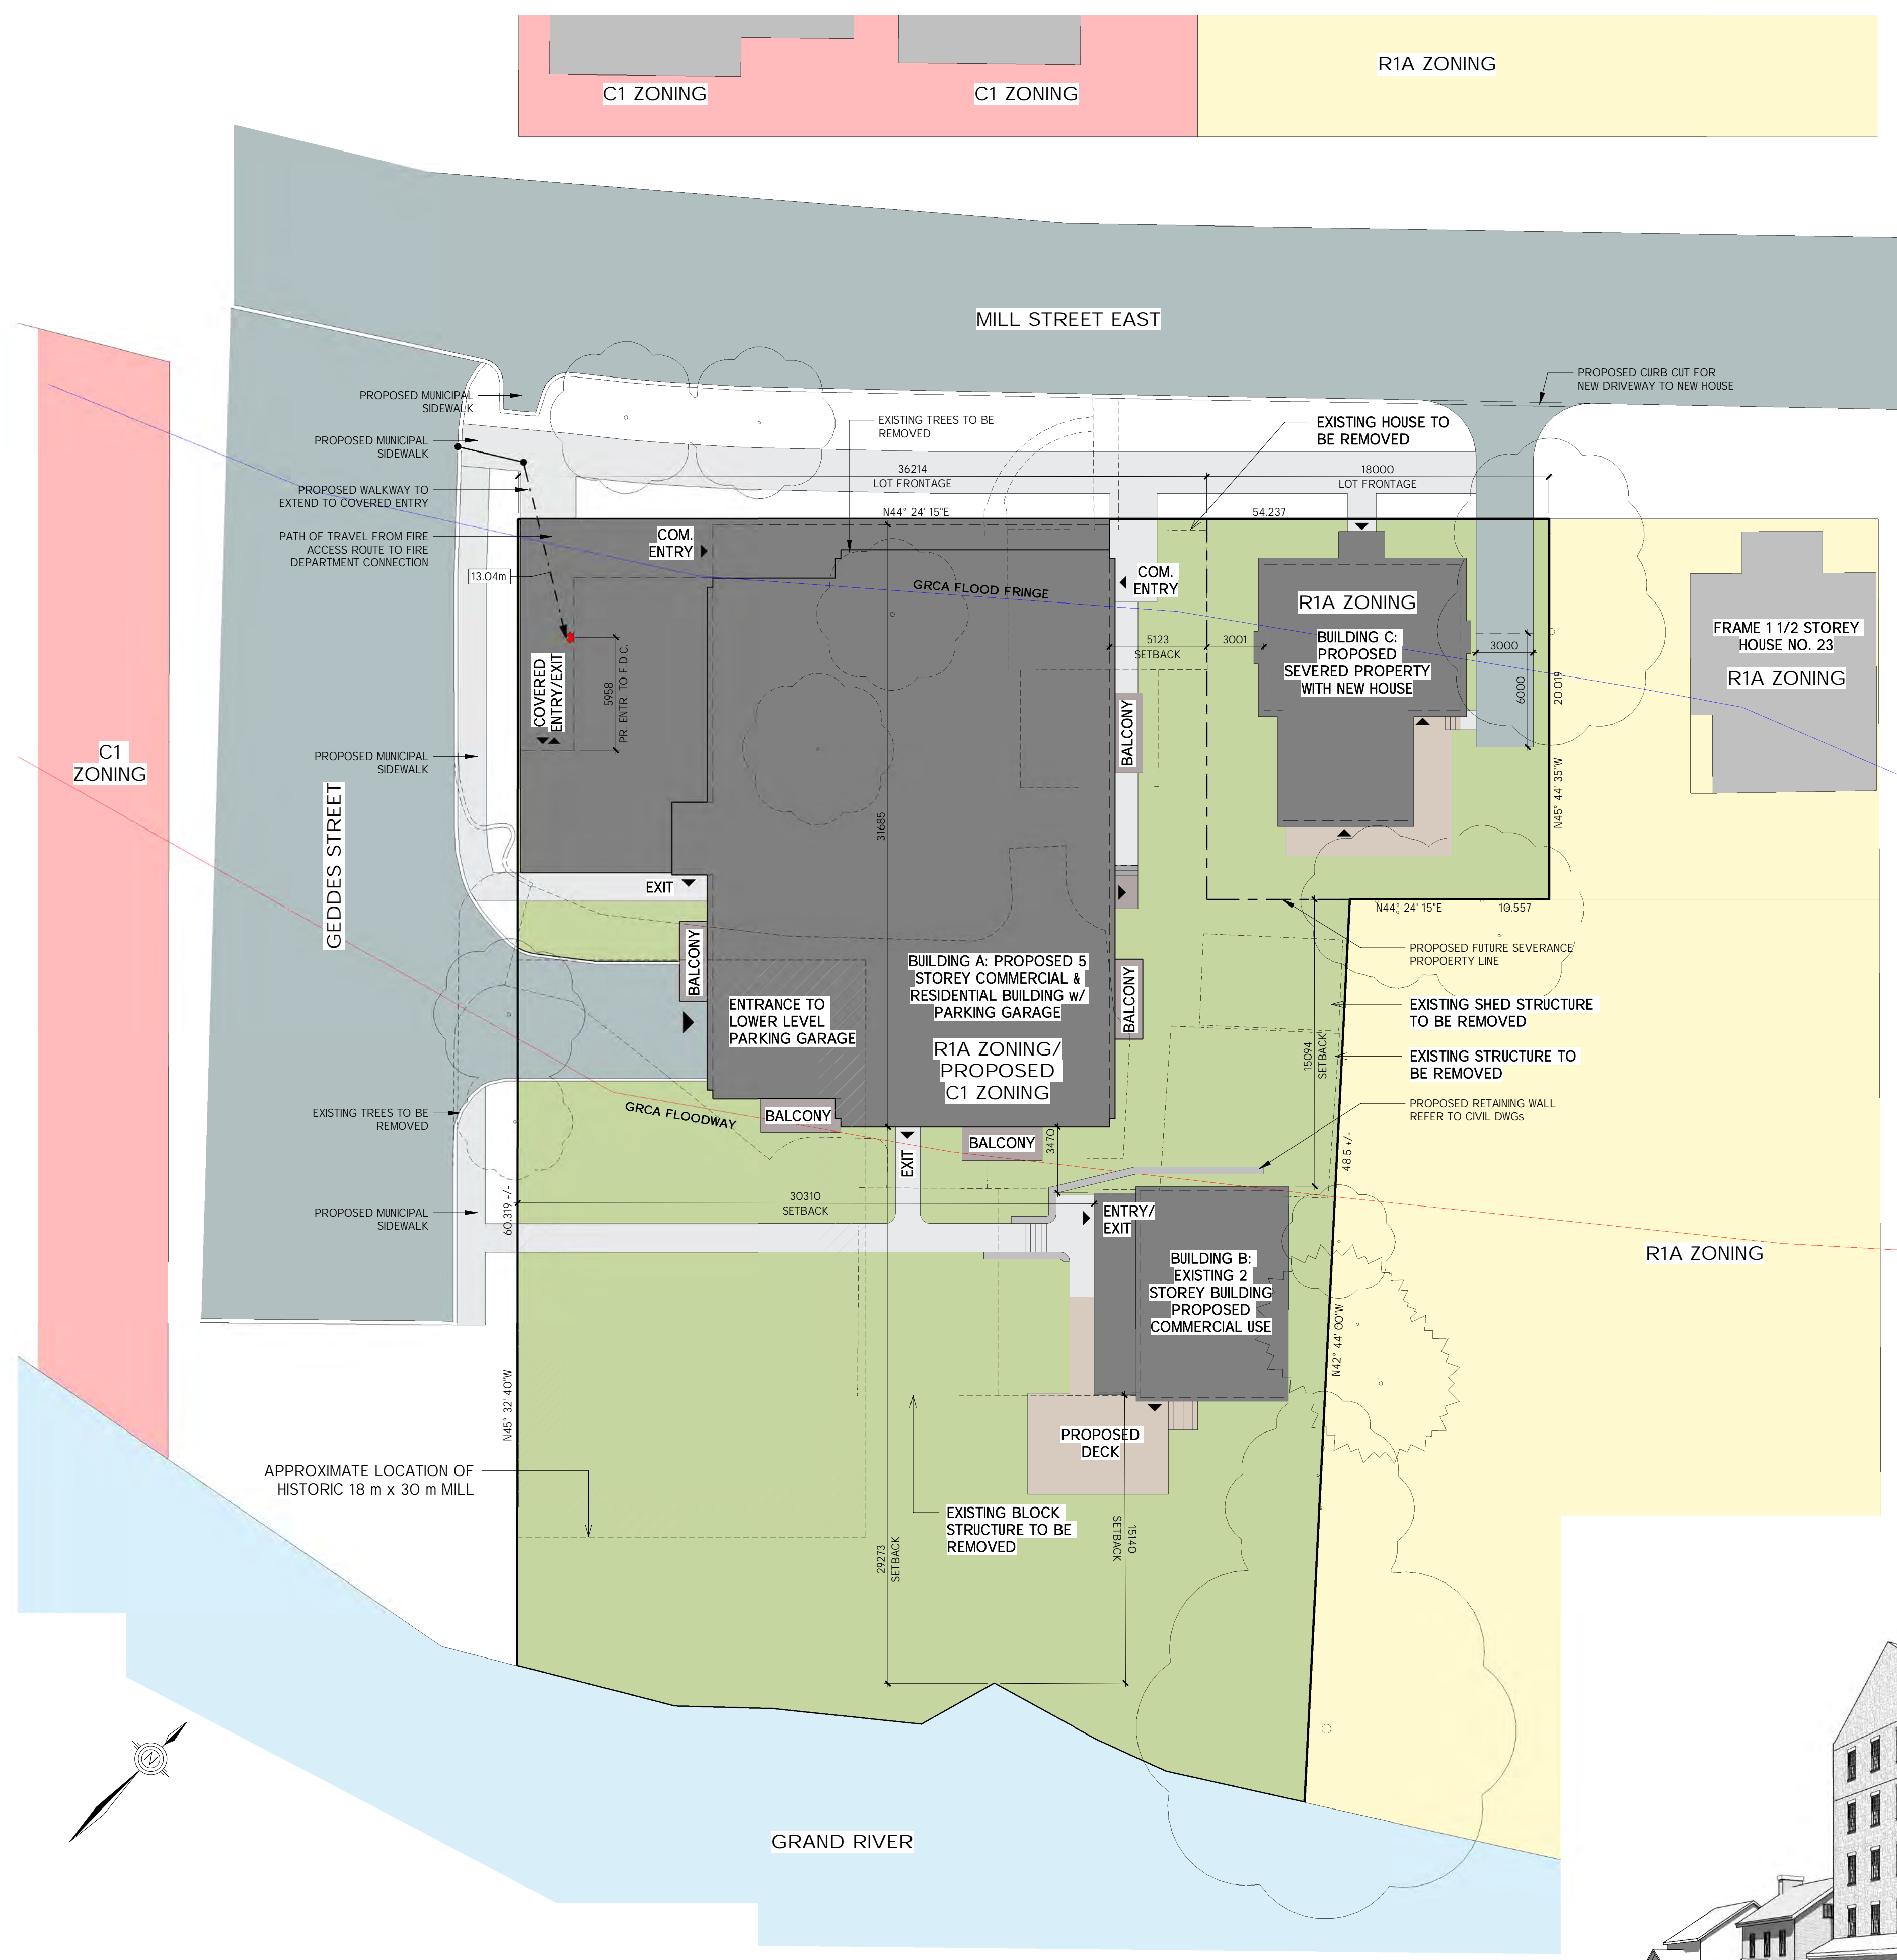 C1 ZONING
C1 ZONING
R1A ZONING
MILL STREET EAST
PROPOSED CURB CUT FOR
NEW DRIVEWAY TO NEW HOUSE
PROPOSED MUNICIPAL
SIDEWALK
PROPOSED MUNICIPAL
SIDEWALK
EXISTING TREES TO BE
REMOVED
EXISTING HOUSE TO
BE REMOVED
36214
LOT FRONTAGE
18000
LOT FRONTAGE
PROPOSED WALKWAY TO
EXTEND TO COVERED ENTRY
N44° 24' 15"E
54.237
PATH OF TRAVEL FROM FIRE
ACCESS ROUTE TO FIRE
DEPARTMENT CONNECTION
13.04m
COM.
ENTRY
GRCA FLOOD FRINGE
COM.
ENTRY
R1A ZONING
BUILDING C:
PROPOSED
SEVERED PROPERTY
WITH NEW HOUSE
5123
SETBACK
3001
3000
6000
20.019
N45° 44' 35"W
FRAME 1 1/2 STOREY
HOUSE NO. 23
R1A ZONING
COVERED
ENTRY/EXIT
5958
PR. ENTR. TO F.D.C.
BALCONY
C1
ZONING
PROPOSED MUNICIPAL
SIDEWALK
GEDDES STREET
31685
EXIT
N44° 24' 15"E
10.557
PROPOSED FUTURE SEVERANCE
PROPOERTY LINE
BALCONY
ENTRANCE TO
LOWER LEVEL
PARKING GARAGE
BUILDING A: PROPOSED 5
STOREY COMMERCIAL &
RESIDENTIAL BUILDING w/
PARKING GARAGE
R1A ZONING/
PROPOSED
C1 ZONING
BALCONY
EXISTING SHED STRUCTURE
TO BE REMOVED
15094
SETBACK
EXISTING STRUCTURE TO
BE REMOVED
PROPOSED RETAINING WALL
REFER TO CIVIL DWGs
EXISTING TREES TO BE
REMOVED
GRCA FLOODWAY
BALCONY
BALCONY
EXIT
3470
48.5 +/-
60.319 +/-
30310
SETBACK
PROPOSED MUNICIPAL
SIDEWALK
ENTRY/
EXIT
BUILDING B:
EXISTING 2
STOREY BUILDING
PROPOSED
COMMERCIAL USE
R1A ZONING
N42° 44' 00"W
N45° 32' 40"W
PROPOSED
DECK
APPROXIMATE LOCATION OF
HISTORIC 18 m x 30 m MILL
EXISTING BLOCK
STRUCTURE TO BE
REMOVED
29273
SETBACK
15140
SETBACK
N
GRAND RIVER